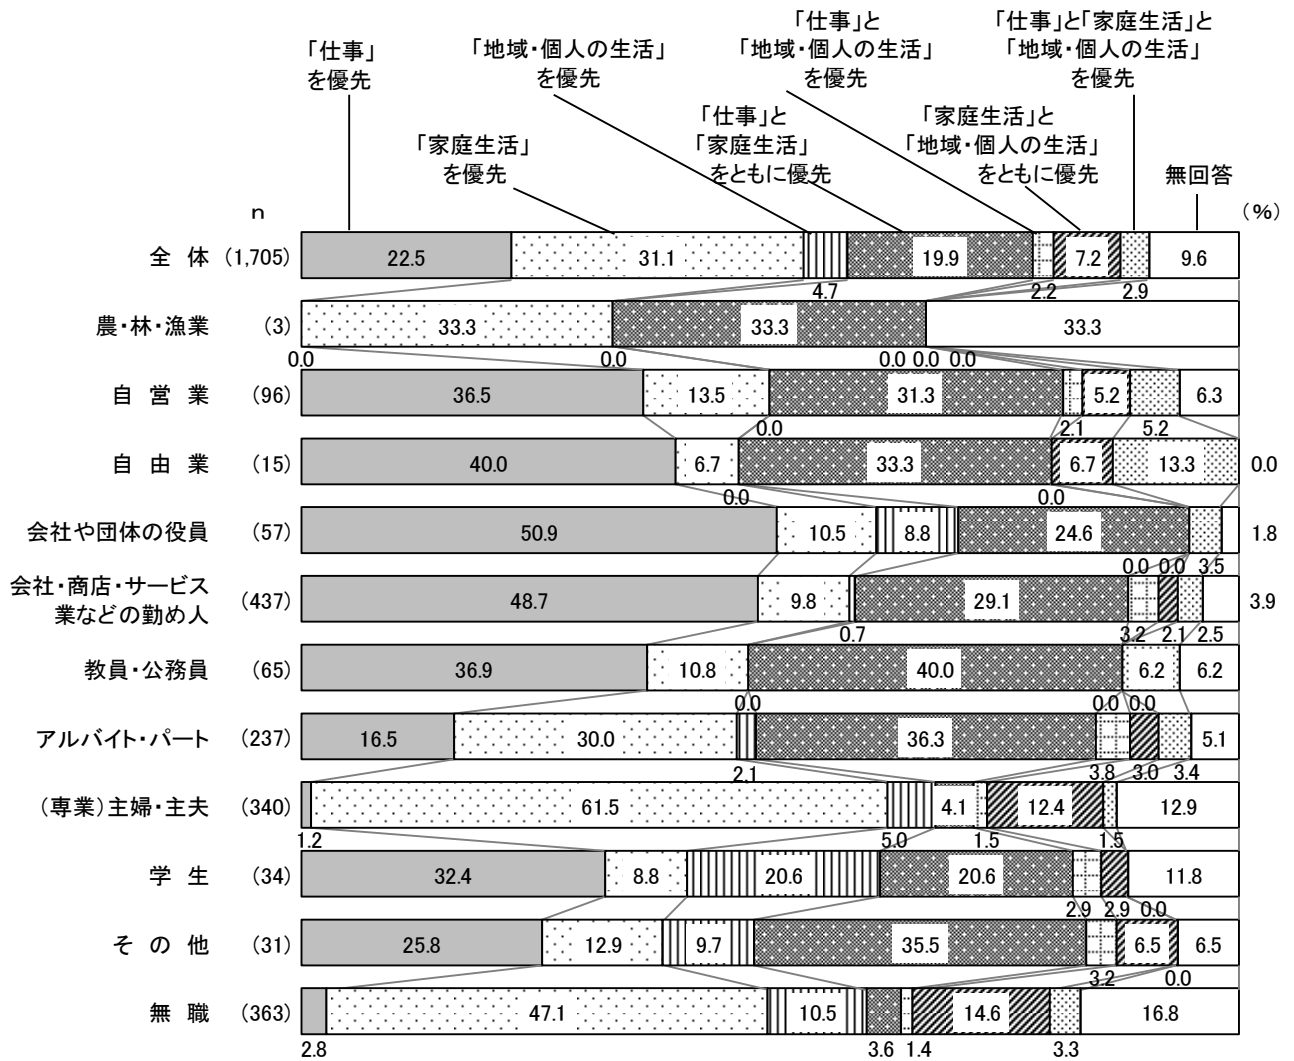 「仕事」
を優先
「家庭生活」
を優先
「地域・個人の生活」
を優先
「仕事」と
「家庭生活」
をともに優先
「仕事」と
「地域・個人の生活」
を優先
「家庭生活」と
「地域・個人の生活」
をともに優先
「仕事」と「家庭生活」と
「地域・個人の生活」
を優先
無回答
n
(%)
全 体 (1,705) 22.5 31.1 19.9 7.2 9.6
4.7 2.2 2.9
農・林・漁業 (3) 33.3 33.3 33.3
0.0 0.0 0.0 0.0 0.0
自 営 業 (96) 36.5 13.5 31.3 5.2 6.3
0.0 2.1 5.2
自 由 業 (15) 40.0 6.7 33.3 6.7 13.3 0.0
0.0 0.0
会社や団体の役員 (57) 50.9 10.5 8.8 24.6 1.8
0.0 0.0 3.5
会社・商店・サービス
業などの勤め人 (437) 48.7 9.8 29.1 3.9
0.7 3.2 2.1 2.5
教員・公務員 (65) 36.9 10.8 40.0 6.2 6.2
0.0 0.0 0.0
アルバイト・パート (237) 16.5 30.0 36.3 5.1
2.1 3.8 3.0 3.4
(専業)主婦・主夫 (340) 61.5 4.1 12.4 12.9
1.2 5.0 1.5 1.5
学 生 (34) 32.4 8.8 20.6 20.6 11.8
2.9 2.9 0.0
そ の 他 (31) 25.8 12.9 9.7 35.5 6.5 6.5
3.2 0.0
無 職 (363) 47.1 10.5 14.6 16.8
2.8 3.6 1.4 3.3